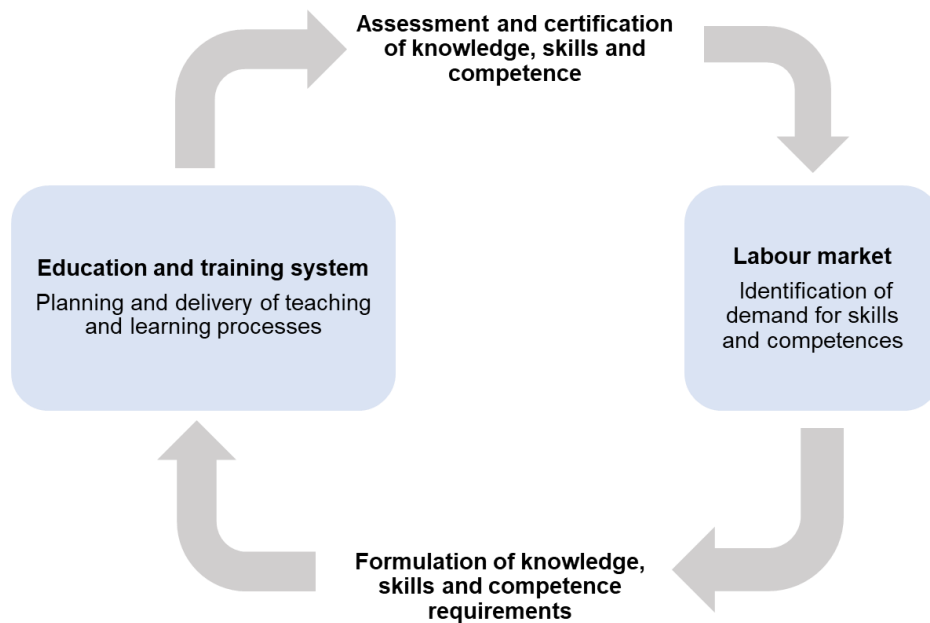 Assessment and certification
of knowledge, skills and
competence
Education and training system
Planning and delivery of teaching
and learning processes
Labour market
Identification of
demand for skills
and competences
Formulation of knowledge,
skills and competence
requirements